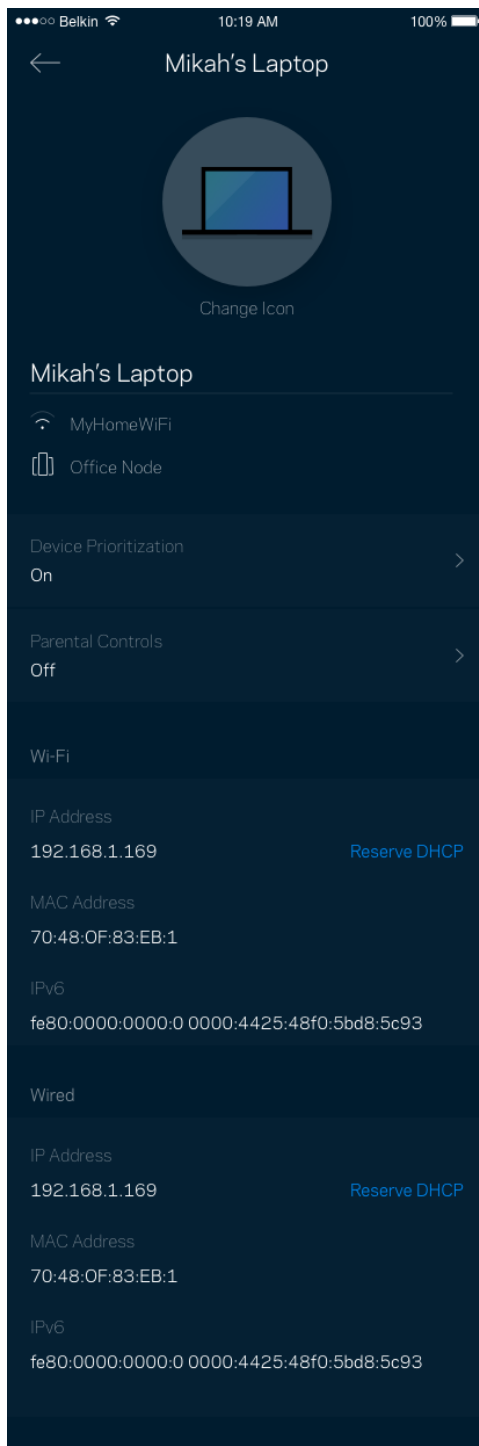 Belkin 10:19 AM 100%
Mikah's Laptop
Change Icon
Mikah's Laptop
MyHomeWiFi
Office Node
Device Prioritization
On
Parental Controls
Off
Wi-Fi
IP Address
192.168.1.169 Reserve DHCP
MAC Address
70:48:0F:83:EB:1
IPv6
fe80:0000:0000:0 0000:4425:48f0:5bd8:5c93
Wired
IP Address
192.168.1.169 Reserve DHCP
MAC Address
70:48:0F:83:EB:1
IPv6
fe80:0000:0000:0 0000:4425:48f0:5bd8:5c93